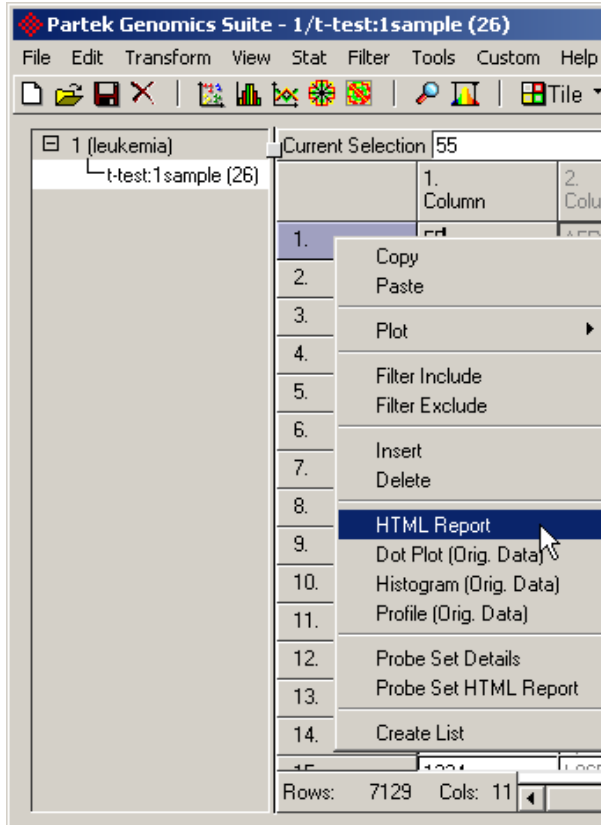 Partek Genomics Suite - 1/t-test:1sample (26)
File Edit Transform View Stat Filter Tools Custom Help
Tile
1 (leukemia)
t-test:1sample (26)
Current Selection 55
1.
Column
2.
Colu
1.
2.
3.
4.
5.
6.
7.
8.
9.
10.
11.
12.
13.
14.
Copy
Paste
Plot
Filter Include
Filter Exclude
Insert
Delete
HTML Report
Dot Plot (Orig. Data)
Histogram (Orig. Data)
Profile (Orig. Data)
Probe Set Details
Probe Set HTML Report
Create List
Rows: 7129 Cols: 11